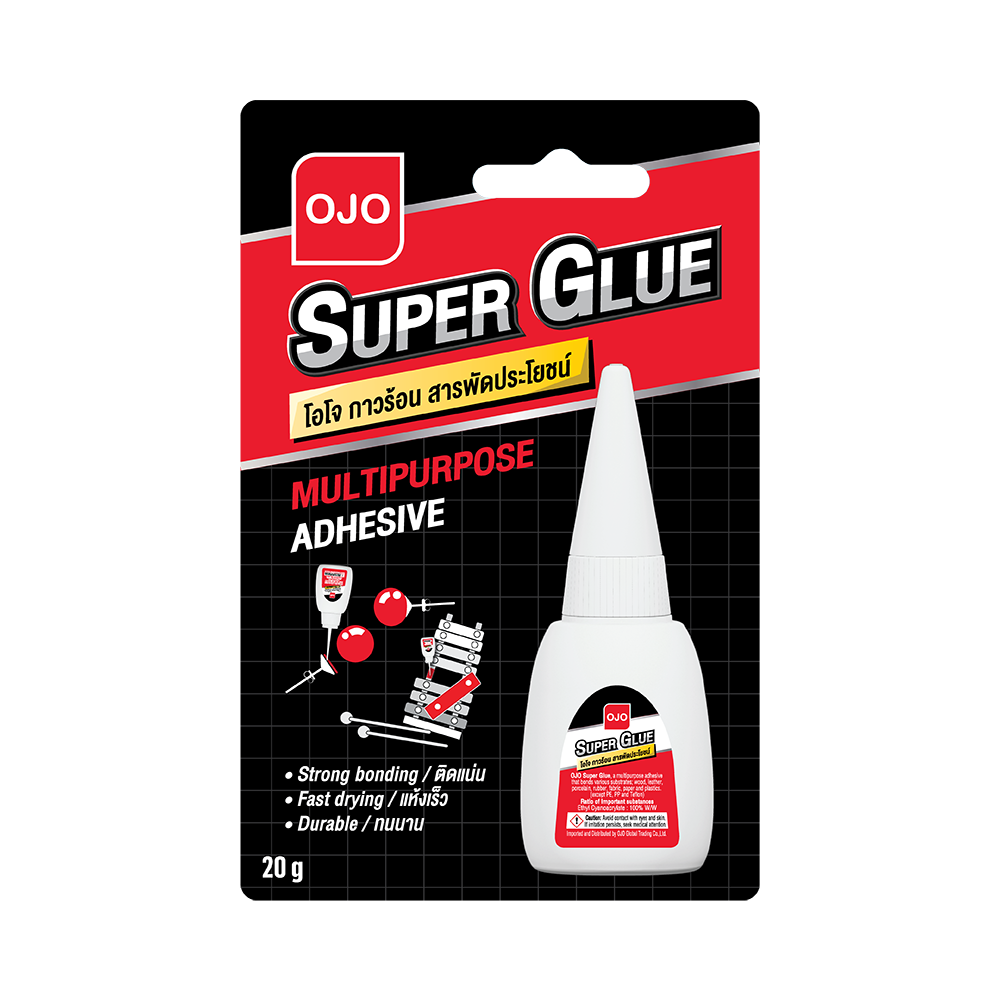 OJO
SUPER GLUE
โอโจ กาวร้อน สารพัดประโยชน์
MULTIPURPOSE
ADHESIVE
• Strong bonding / ติดแน่น
• Fast drying / แห้งเร็ว
• Durable / ทนนาน
20 g
OJO
SUPER GLUE
โอโจ กาวร้อน สารพัดประโยชน์
OJO Super Glue, a multipurpose adhesive
that bends various substrates; wood, leather,
porcelain, rubber, fabric, paper and plastics.
(except PE, PP and Teflon)
Ratio of important substances
Ethyl Cyanoacrylate : 100% W/W
Caution: Avoid contact with eyes and skin.
If irritation persists, seek medical attention.
Imported and Distributed by OJO Global Trading Co.,Ltd.